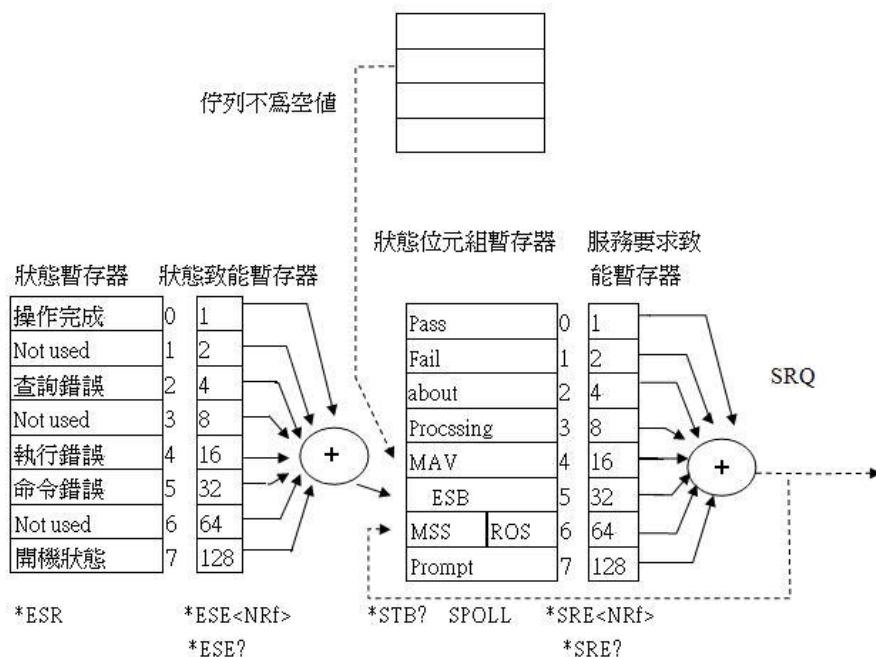 佇列不為空值
狀態位元組暫存器
服務要求致
能暫存器
狀態暫存器
狀態致能暫存器
操作完成 0 1
Not used 1 2
查詢錯誤 2 4
Not used 3 8
執行錯誤 4 16
命令錯誤 5 32
Not used 6 64
開機狀態 7 128
+
Pass 0 1
Fail 1 2
about 2 4
Procssing 3 8
MAV 4 16
ESB 5 32
MSS ROS 6 64
Prompt 7 128
+
SRQ
*ESR
*ESE<NRf>
*ESE?
*STB? SPOLL
*SRE<NRf>
*SRE?